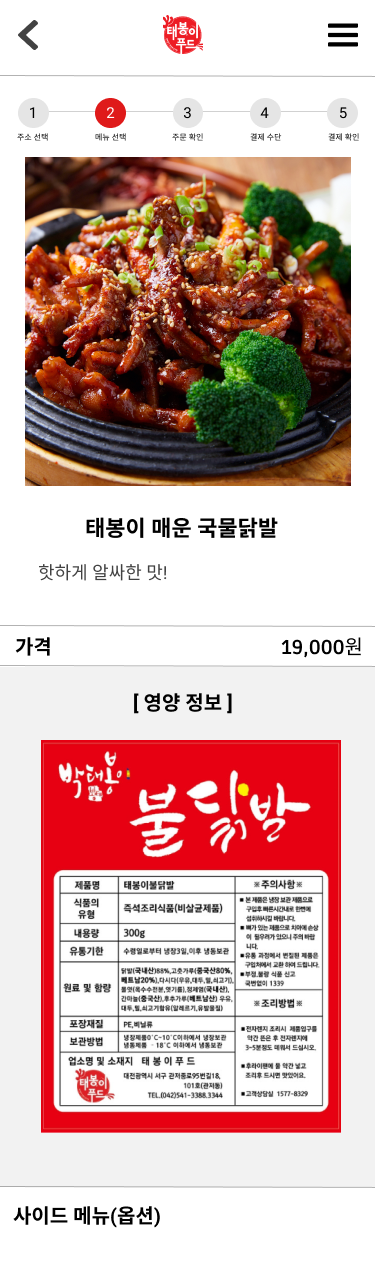 태봉이
푸드
1 2 3 4 5
주소 선택 메뉴 선택 주문 확인 결제 수단 결제 확인
태봉이 매운 국물닭발
핫하게 알싸한 맛!
가격 19,000원
[ 영양 정보 ]
박태봉이
불닭발
제품명 태봉이불닭발
식품의
유형
즉석조리식품(비살균제품)
내용량 300g
유통기한 수령일로부터 냉장3일,이후 냉동보관
원료 및 함량
닭발(국내산)88%,고춧가루(중국산80%,
베트남20%),다시다(우유,대두,밀,쇠고기),
물엿(옥수수전분,엿기름),정제염(국내산),
간마늘(중국산),후추가루(베트남산) 우유,
대두,밀,쇠고기함유(알레르기,유발물질)
포장재질 PE,비닐류
보관방법
냉장제품0˚C-10˚C이하에서 냉장보관
냉동제품 -18˚C 이하에서 냉동보관
업소명 및 소재지 태 봉 이 푸 드
태봉이
푸드
대전광역시 서구 관저중로95번길18,
101호(관저동)
TEL.(042)541-3388.3344
※주의사항※
■ 본 제품은 냉장 보관 제품으로
구입후 빠른시간내로 한번에
섭취하시길 바랍니다.
■ 뼈가 있는 제품으로 치아에 손상
이 될우려가 있으니 주의 바랍
니다.
■ 유통 과정에서 변질된 제품은
구입처에서 교환 하여 드립니다.
■ 부정.불량 식품 신고
국번없이 1339
※조리방법※
■ 전자렌지 조리시 제품입구를
약간 뜯은 후 전자렌지에
3-5분정도 데워서 드십시오.
■ 후라이팬에 물 약간 넣고
조리후 드시면 맛있어요.
■ 고객상담실 1577-8329
사이드 메뉴(옵션)